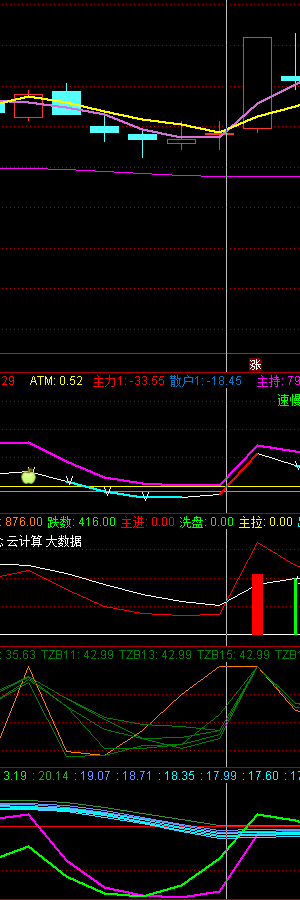 涨
29 ATM: 0.52 主力1: -33.55 散户1: -18.45 主持: 79
速慢
: 876.00 跌数: 416.00 主进: 0.00 洗盘: 0.00 主拉: 0.00
云计算 大数据
: 35.63 TZB11: 42.99 TZB13: 42.99 TZB15: 42.99 TZB1
3.19 : 20.14 : 19.07 : 18.71 : 18.35 : 17.99 : 17.60 : 17